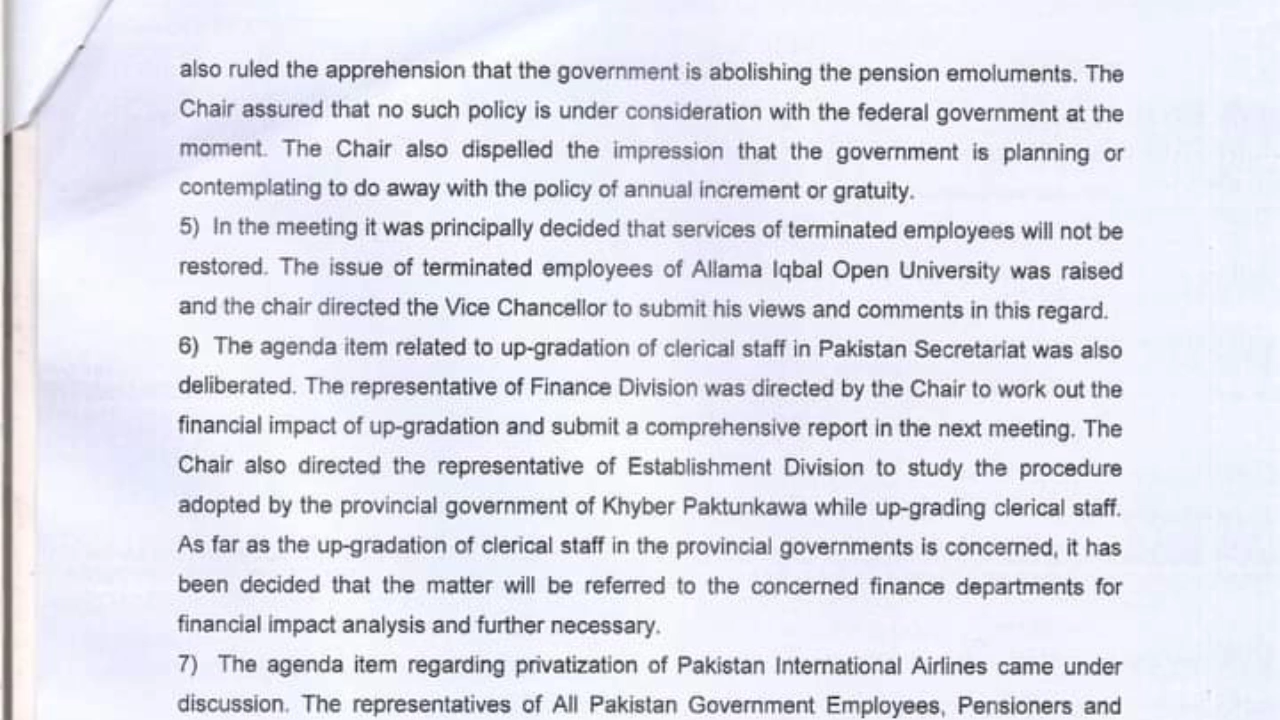 also ruled the apprehension that the government is abolishing the pension emoluments. The
Chair assured that no such policy is under consideration with the federal government at the
moment. The Chair also dispelled the impression that the government is planning or
contemplating to do away with the policy of annual increment or gratuity.
5) In the meeting it was principally decided that services of terminated employees will not be
restored. The issue of terminated employees of Allama Iqbal Open University was raised
and the chair directed the Vice Chancellor to submit his views and comments in this regard.
6) The agenda item related to up-gradation of clerical staff in Pakistan Secretariat was also
deliberated. The representative of Finance Division was directed by the Chair to work out the
financial impact of up-gradation and submit a comprehensive report in the next meeting. The
Chair also directed the representative of Establishment Division to study the procedure
adopted by the provincial government of Khyber Paktunkawa while up-grading clerical staff.
As far as the up-gradation of clerical staff in the provincial governments is concerned, it has
been decided that the matter will be referred to the concerned finance departments for
financial impact analysis and further necessary.
7) The agenda item regarding privatization of Pakistan International Airlines came under
discussion. The representatives of All Pakistan Government Employees, Pensioners and